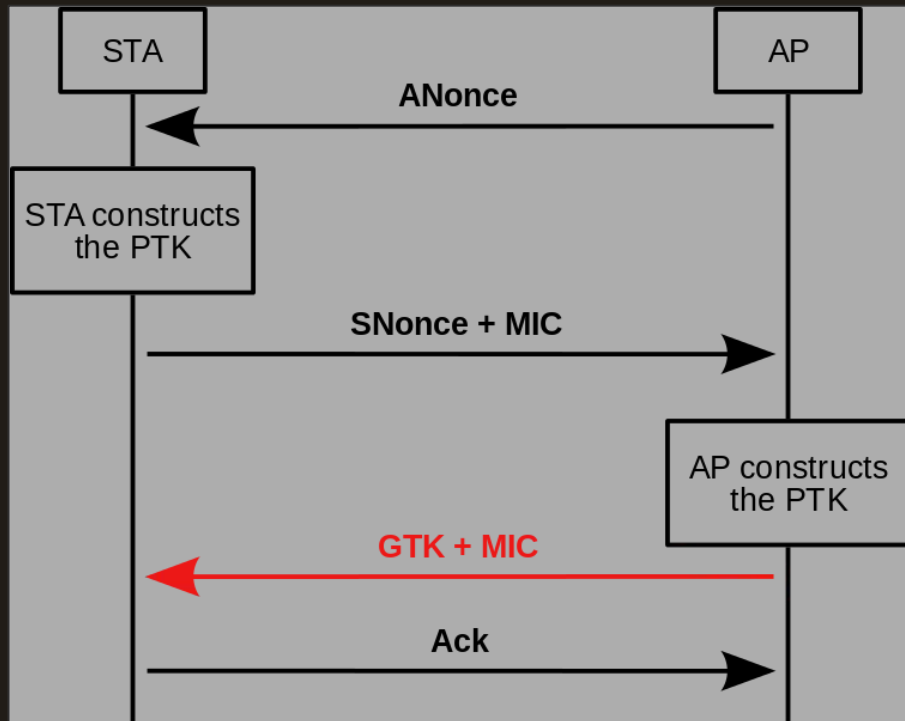 STA
AP
ANonce
STA constructs
the PTK
SNonce + MIC
AP constructs
the PTK
GTK + MIC
Ack